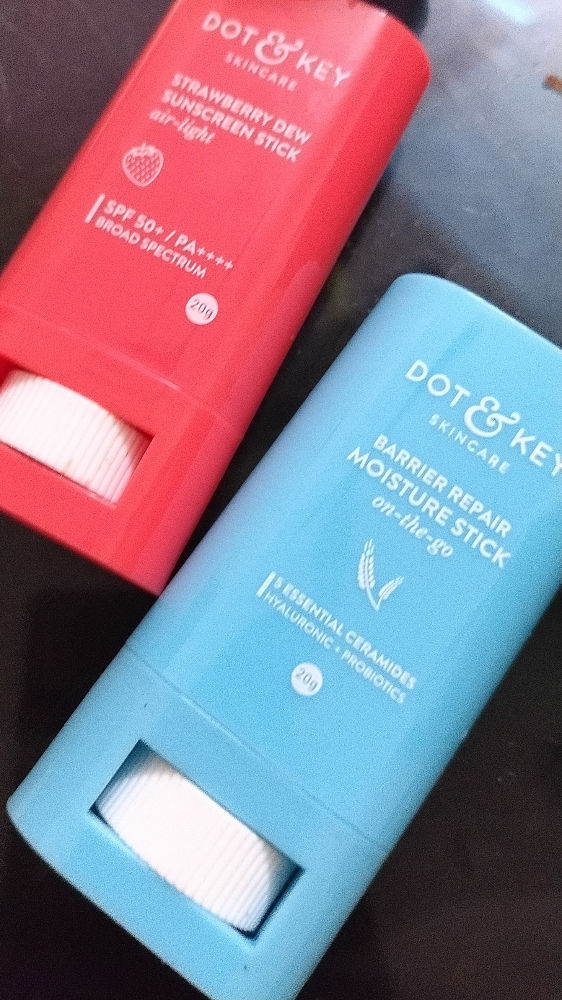 DOT & KEY
SKINCARE
STRAWBERRY DEW
SUNSCREEN STICK
air-light
SPF 50+ / PA++++
BROAD SPECTRUM
20g
DOT & KEY
SKINCARE
BARRIER REPAIR
MOISTURE STICK
on-the-go
5 ESSENTIAL CERAMIDES
HYALURONIC + PROBIOTICS
20g